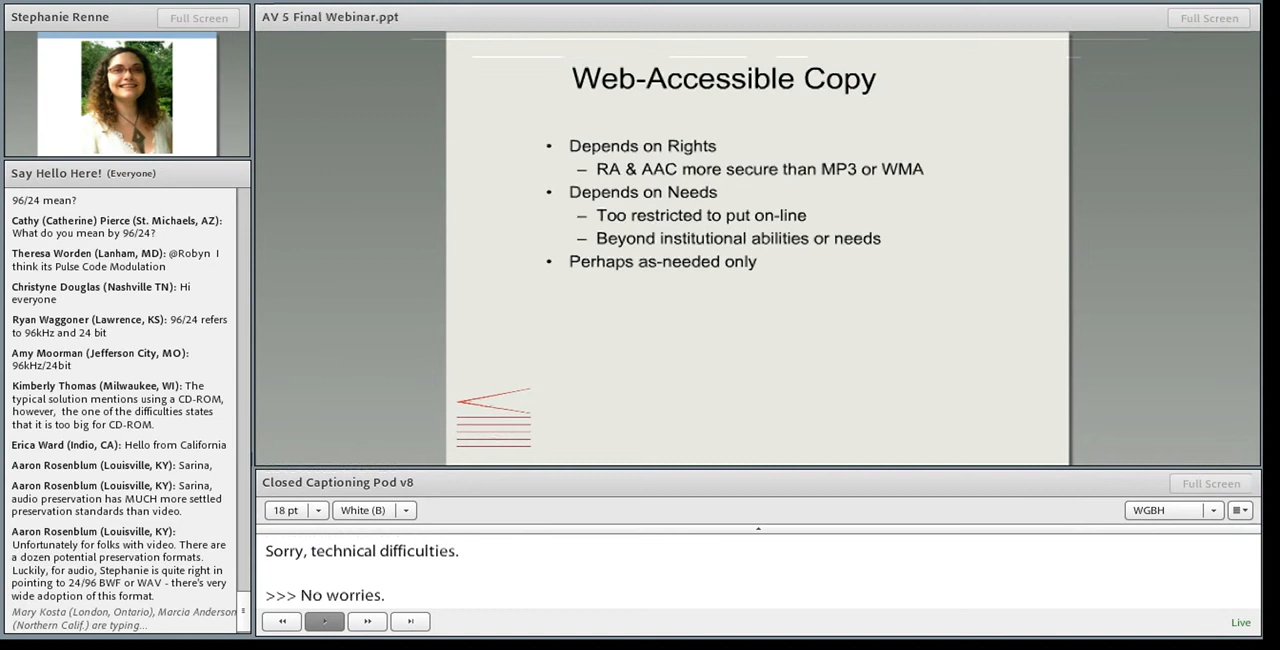 Stephanie Renne
Full Screen
Say Hello Here! (Everyone)
96/24 mean?
Cathy (Catherine) Pierce (St. Michaels, AZ):
What do you mean by 96/24?
Theresa Worden (Lanham, MD): @Robyn I
think its Pulse Code Modulation
Christyne Douglas (Nashville TN): Hi
everyone
Ryan Waggoner (Lawrence, KS): 96/24 refers
to 96kHz and 24 bit
Amy Moorman (Jefferson City, MO):
96kHz/24bit
Kimberly Thomas (Milwaukee, WI): The
typical solution mentions using a CD-ROM,
however, the one of the difficulties states
that it is too big for CD-ROM.
Erica Ward (Indio, CA): Hello from California
Aaron Rosenblum (Louisville, KY): Sarina,
Aaron Rosenblum (Louisville, KY): Sarina,
audio preservation has MUCH more settled
preservation standards than video.
Aaron Rosenblum (Louisville, KY):
Unfortunately for folks with video. There are
a dozen potential preservation formats.
Luckily, for audio, Stephanie is quite right in
pointing to 24/96 BWF or WAV - there's very
wide adoption of this format.
Mary Kosta (London, Ontario), Marcia Anderson
(Northern Calif.) are typing...
AV 5 Final Webinar.ppt
Full Screen
Web-Accessible Copy
• Depends on Rights
– RA & AAC more secure than MP3 or WMA
• Depends on Needs
– Too restricted to put on-line
– Beyond institutional abilities or needs
• Perhaps as-needed only
Closed Captioning Pod v8
Full Screen
18 pt
White (B)
WGBH
Sorry, technical difficulties.
>>> No worries.
Live